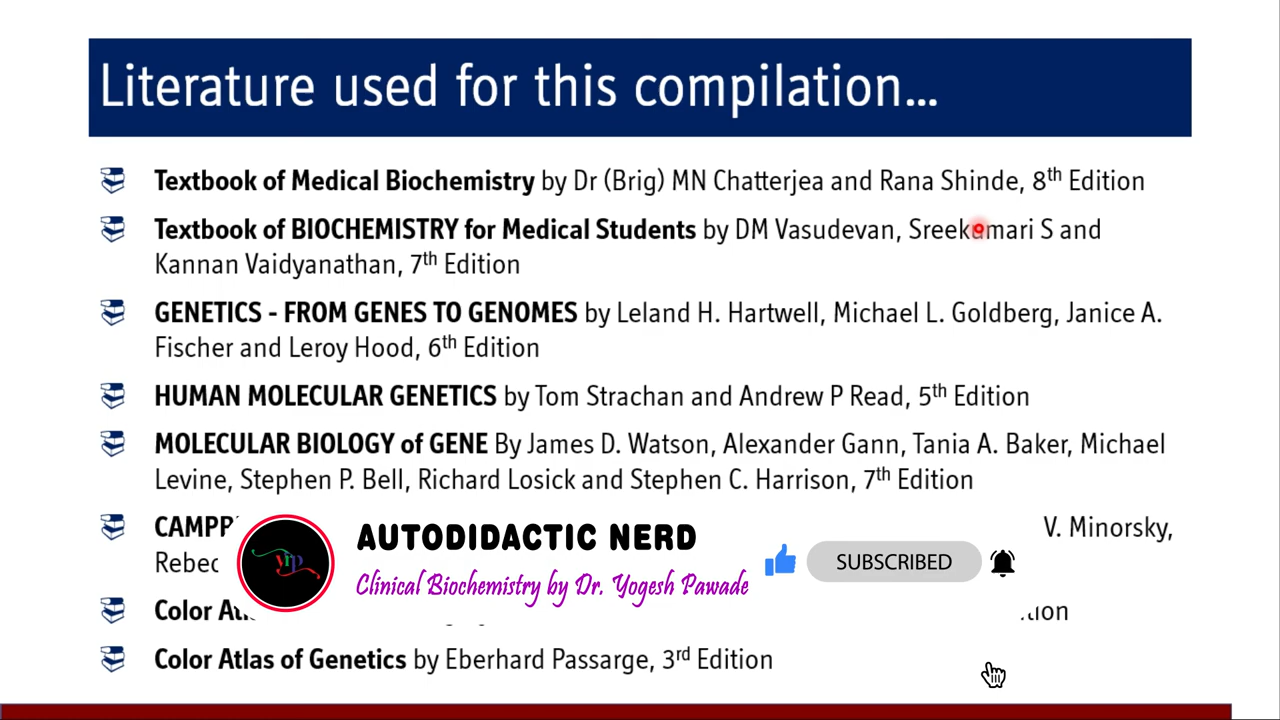 Literature used for this compilation...
Textbook of Medical Biochemistry by Dr (Brig) MN Chatterjea and Rana Shinde, 8th Edition
Textbook of BIOCHEMISTRY for Medical Students by DM Vasudevan, Sreekumari S and
Kannan Vaidyanathan, 7th Edition
GENETICS - FROM GENES TO GENOMES by Leland H. Hartwell, Michael L. Goldberg, Janice A.
Fischer and Leroy Hood, 6th Edition
HUMAN MOLECULAR GENETICS by Tom Strachan and Andrew P Read, 5th Edition
MOLECULAR BIOLOGY of GENE By James D. Watson, Alexander Gann, Tania A. Baker, Michael
Levine, Stephen P. Bell, Richard Losick and Stephen C. Harrison, 7th Edition
V. Minorsky,
yrp
AUTODIDACTIC NERD
Clinical Biochemistry by Dr. Yogesh Pawade
SUBSCRIBED
Color
Color Atlas of Genetics by Eberhard Passarge, 3rd Edition